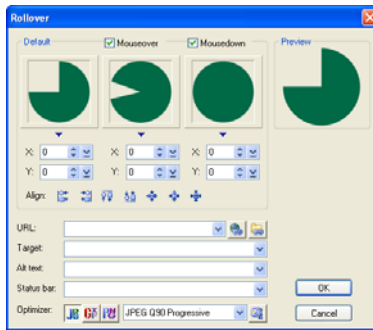 Rollover
Default
Mouseover
Mousedown
Preview
X: 0 X: 0 X: 0
Y: 0 Y: 0 Y: 0
Align:
URL:
Target:
Alt text:
Status bar:
OK
Optimizer: JPEG Q90 Progressive
Cancel